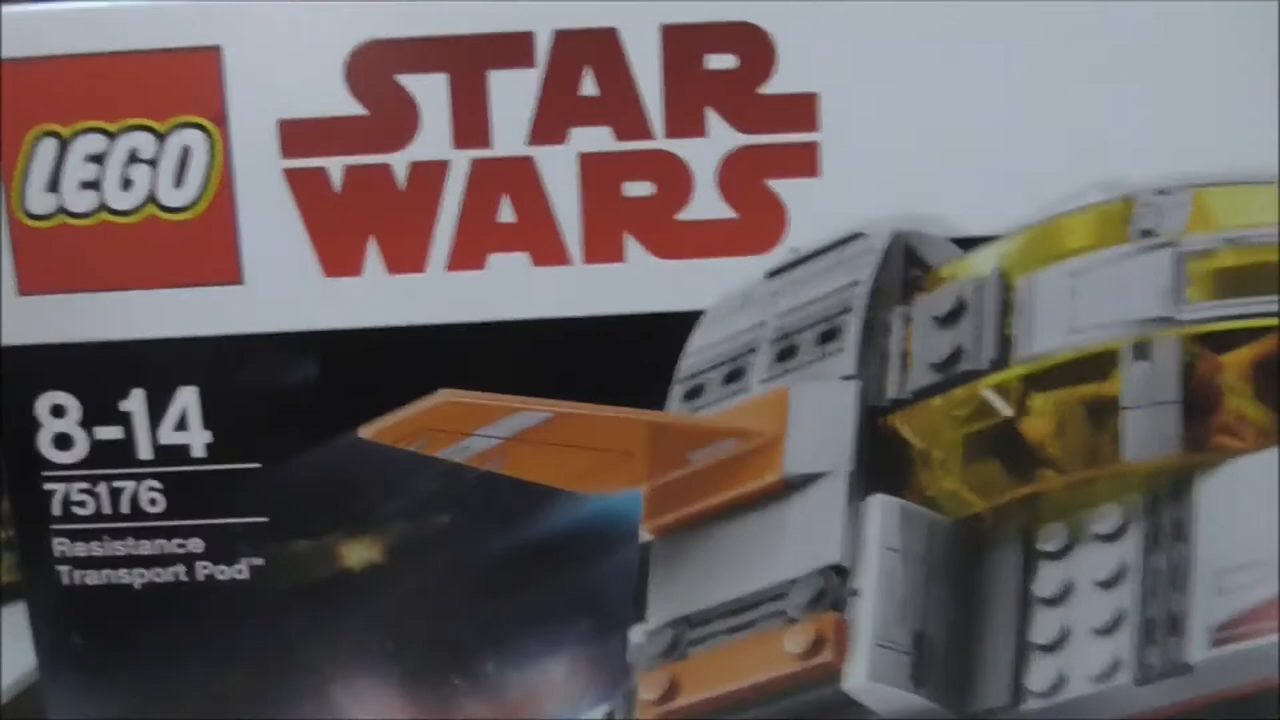 LEGO
STAR
WARS
8-14
75176
Resistance
Transport Pod™